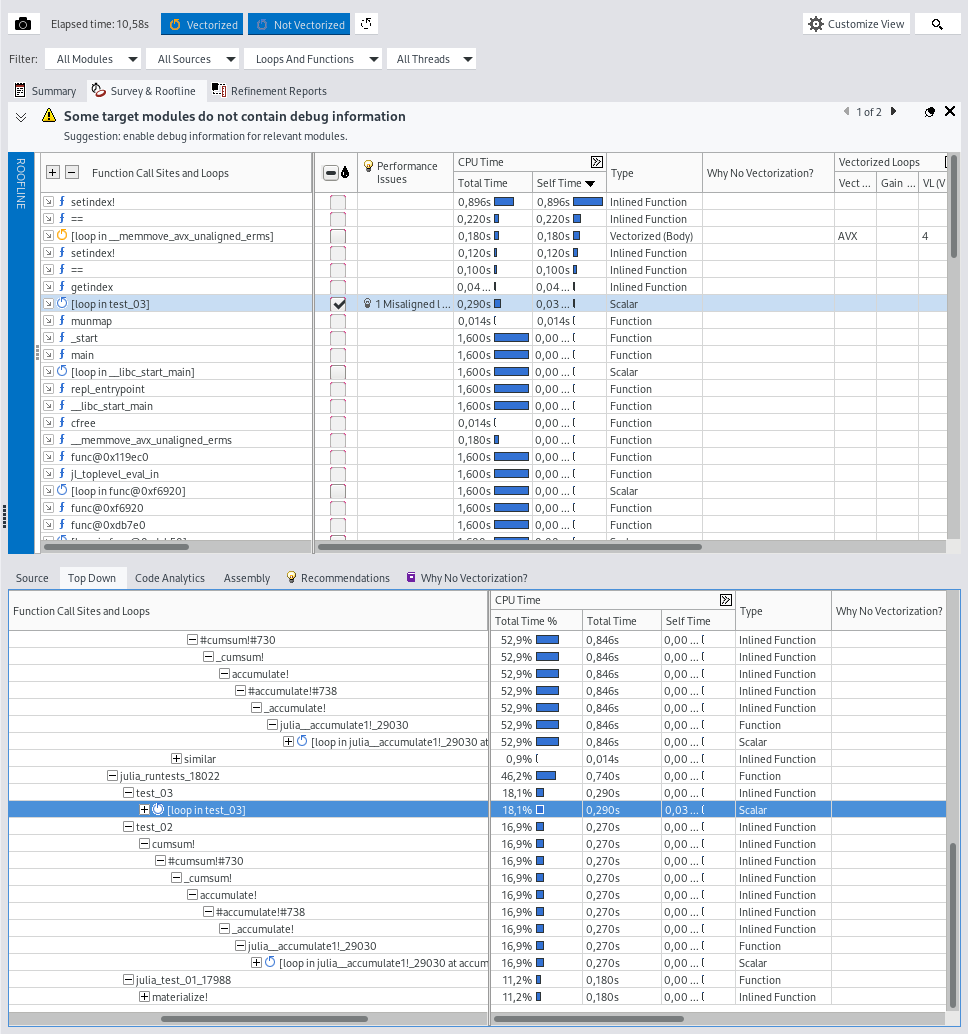 Elapsed time: 10,58s Vectorized Not Vectorized Customize View
Filter: All Modules All Sources Loops And Functions All Threads
Summary Survey & Roofline Refinement Reports
Some target modules do not contain debug information 1 of 2
Suggestion: enable debug information for relevant modules.
ROOFLINE
Function Call Sites and Loops Performance Issues CPU Time Type Why No Vectorization? Vectorized Loops
Total Time Self Time Vect ... Gain ... VL (V
setindex! 0,896s 0,896s Inlined Function
== 0,220s 0,220s Inlined Function
[loop in __memmove_avx_unaligned_erms] 0,180s 0,180s Vectorized (Body) AVX 4
setindex! 0,120s 0,120s Inlined Function
== 0,100s 0,100s Inlined Function
getindex 0,04 ... 0,04 ... Inlined Function
[loop in test_03] 1 Misaligned l ... 0,290s 0,03 ... Scalar
munmap 0,014s 0,014s Function
_start 1,600s 0,00 ... Function
main 1,600s 0,00 ... Function
[loop in __libc_start_main] 1,600s 0,00 ... Scalar
repl_entrypoint 1,600s 0,00 ... Function
__libc_start_main 1,600s 0,00 ... Function
cfree 0,014s 0,00 ... Function
__memmove_avx_unaligned_erms 0,180s 0,00 ... Function
func@0x119ec0 1,600s 0,00 ... Function
jl_toplevel_eval_in 1,600s 0,00 ... Function
[loop in func@0xf6920] 1,600s 0,00 ... Scalar
func@0xf6920 1,600s 0,00 ... Function
func@0xdb7e0 1,600s 0,00 ... Function
Source Top Down Code Analytics Assembly Recommendations Why No Vectorization?
Function Call Sites and Loops CPU Time Type Why No Vectorization?
Total Time % Total Time Self Time
#cumsum!#730 52,9% 0,846s 0,00 ... Inlined Function
_cumsum! 52,9% 0,846s 0,00 ... Inlined Function
accumulate! 52,9% 0,846s 0,00 ... Inlined Function
#accumulate!#738 52,9% 0,846s 0,00 ... Inlined Function
_accumulate! 52,9% 0,846s 0,00 ... Inlined Function
julia__accumulate1!_29030 52,9% 0,846s 0,00 ... Function
[loop in julia__accumulate1!_29030 at 52,9% 0,846s 0,00 ... Scalar
similar 0,9% 0,014s 0,00 ... Inlined Function
julia_runtests_18022 46,2% 0,740s 0,00 ... Function
test_03 18,1% 0,290s 0,00 ... Inlined Function
[loop in test_03] 18,1% 0,290s 0,03 ... Scalar
test_02 16,9% 0,270s 0,00 ... Inlined Function
cumsum! 16,9% 0,270s 0,00 ... Inlined Function
#cumsum!#730 16,9% 0,270s 0,00 ... Inlined Function
_cumsum! 16,9% 0,270s 0,00 ... Inlined Function
accumulate! 16,9% 0,270s 0,00 ... Inlined Function
#accumulate!#738 16,9% 0,270s 0,00 ... Inlined Function
_accumulate! 16,9% 0,270s 0,00 ... Inlined Function
julia__accumulate1!_29030 16,9% 0,270s 0,00 ... Function
[loop in julia__accumulate1!_29030 at accum 16,9% 0,270s 0,00 ... Scalar
julia_test_01_17988 11,2% 0,180s 0,00 ... Function
materialize! 11,2% 0,180s 0,00 ... Inlined Function